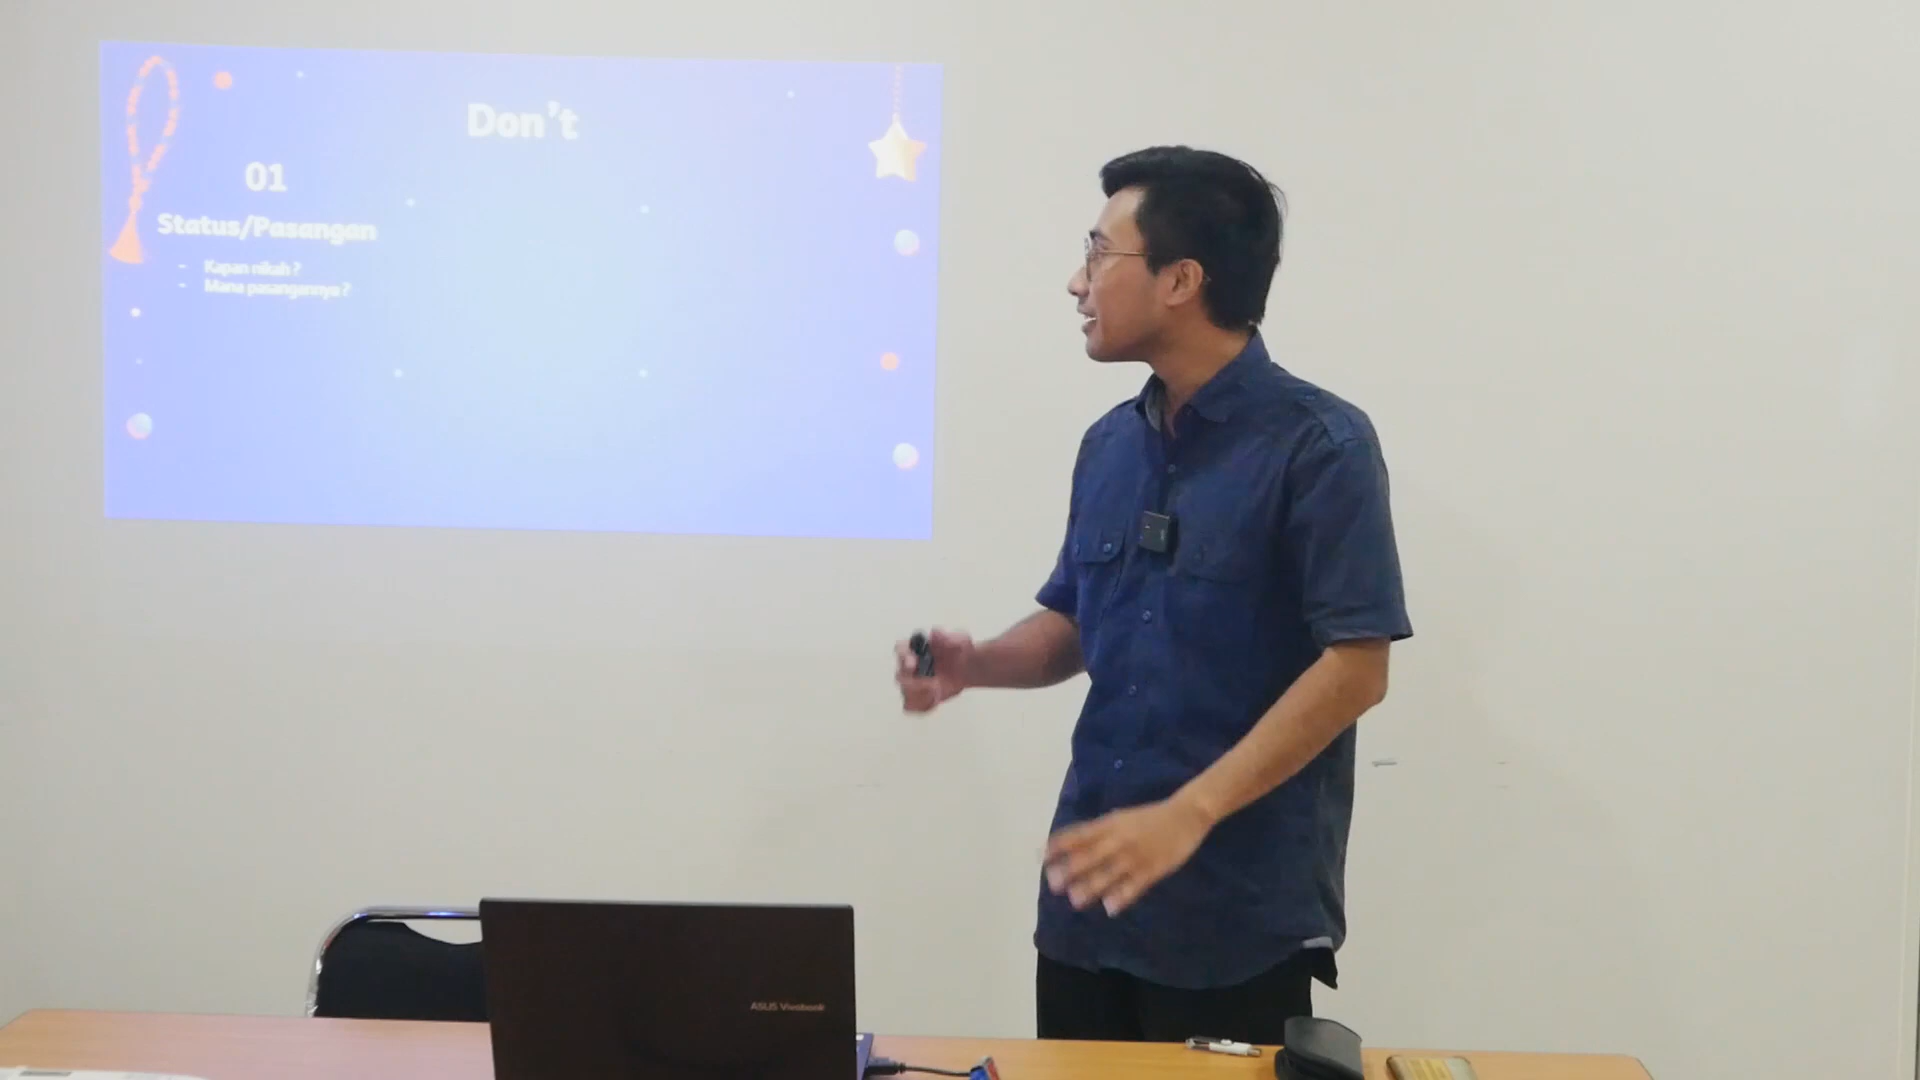 Don't
01
Status/Pasangan
- Kapan nikah ?
- Mana pasangannya ?
ASUS Vivobook